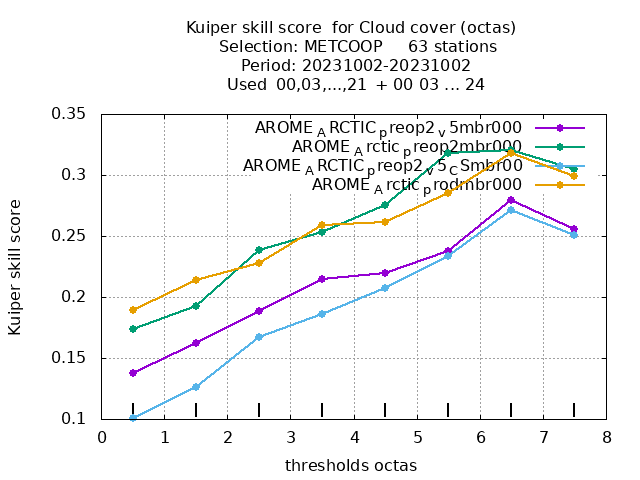 Kuiper skill score  for Cloud cover (octas)
Selection: METCOOP     63 stations
Period: 20231002-20231002
Used  00,03,...,21  + 00 03 ... 24
AROME_ARCTIC_preop2_v5mbr000
AROME_Arctic_preop2mbr000
AROME_ARCTIC_preop2_v5_CSmbr00
AROME_Arctic_prodmbr000
0.35
0.3
0.25
0.2
0.15
0.1
Kuiper skill score
0 1 2 3 4 5 6 7 8
thresholds octas